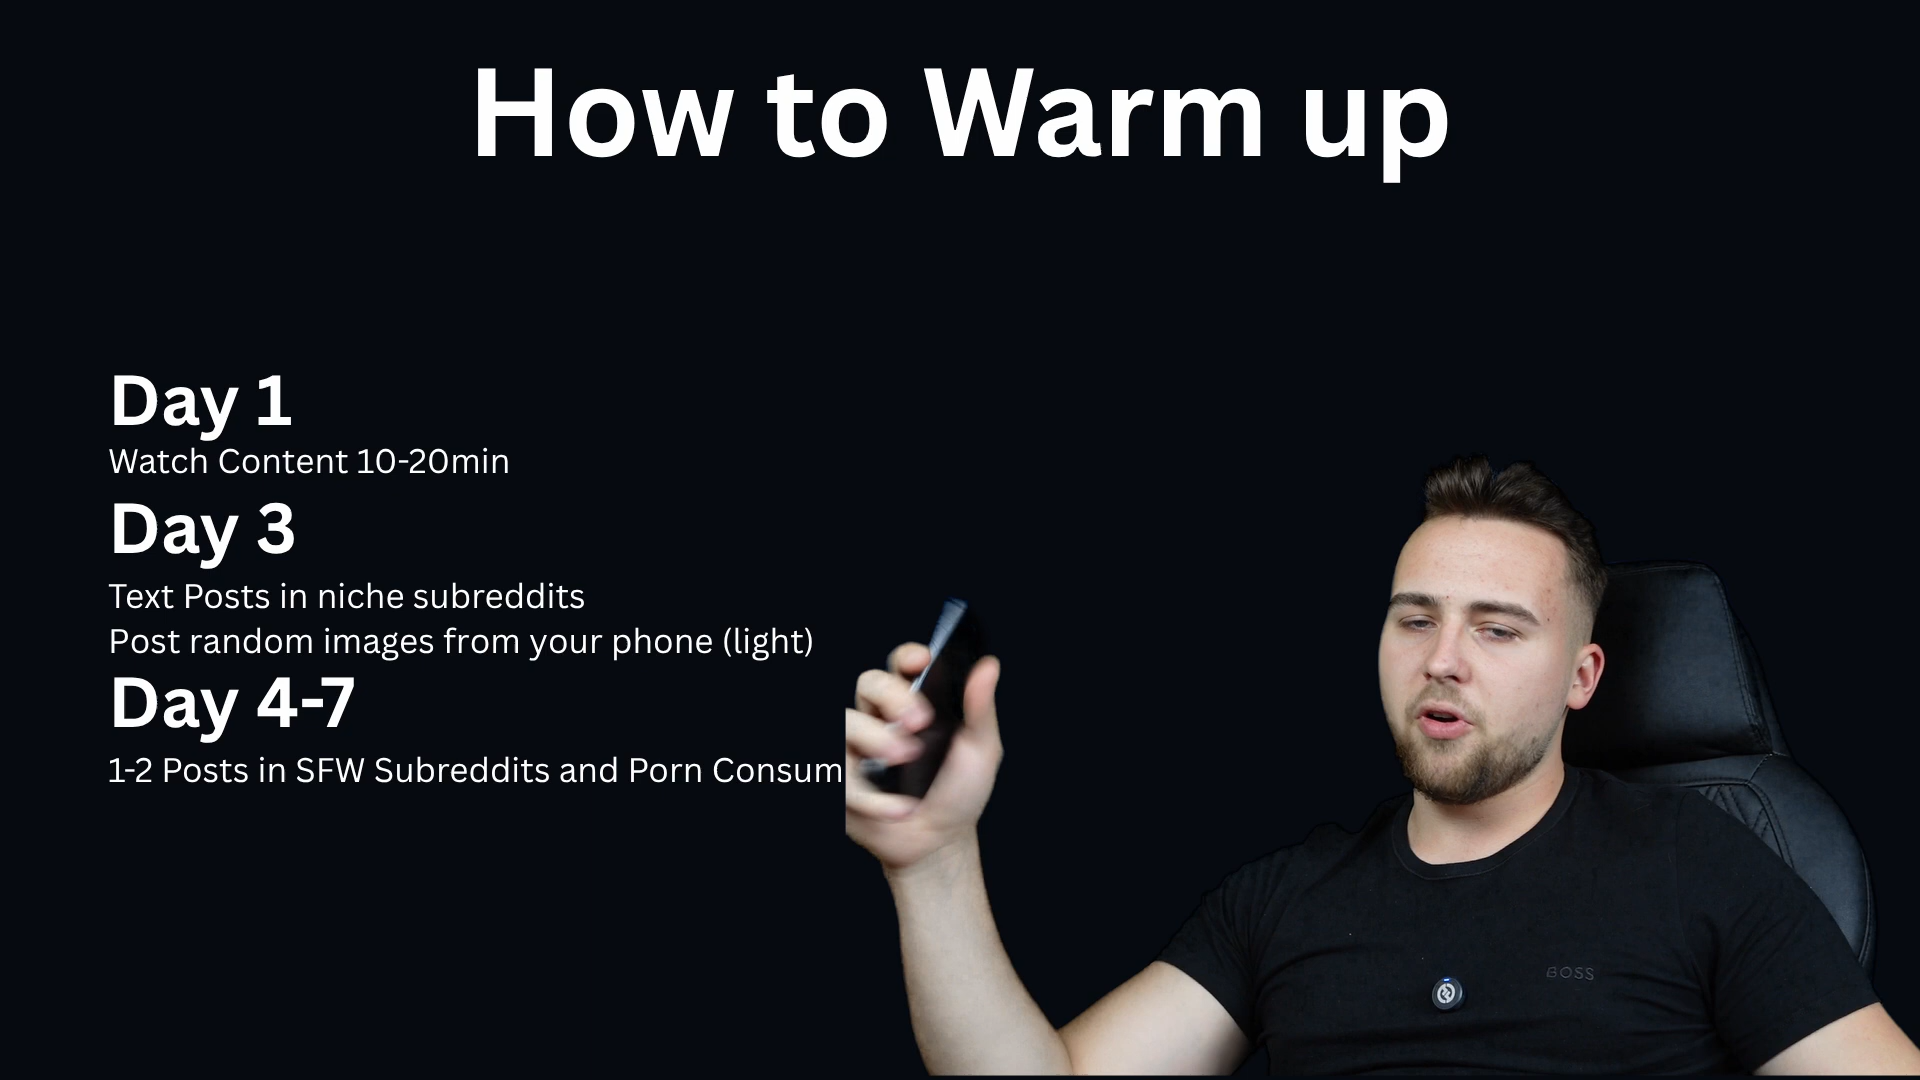 How to Warm up
Day 1
Watch Content 10-20min
Day 3
Text Posts in niche subreddits
Post random images from your phone (light)
Day 4-7
1-2 Posts in SFW Subreddits and Porn Consum
BOSS